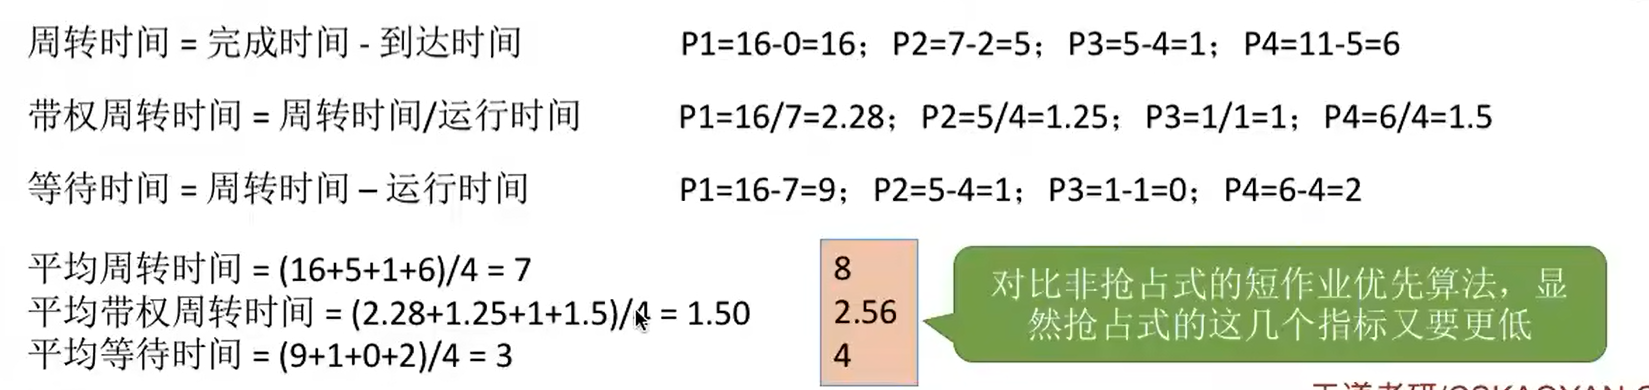 周转时间 = 完成时间 - 到达时间 P1=16-0=16；P2=7-2=5；P3=5-4=1；P4=11-5=6
带权周转时间 = 周转时间/运行时间 P1=16/7=2.28；P2=5/4=1.25；P3=1/1=1；P4=6/4=1.5
等待时间 = 周转时间 – 运行时间 P1=16-7=9；P2=5-4=1；P3=1-1=0；P4=6-4=2
平均周转时间 = (16+5+1+6)/4 = 7
平均带权周转时间 = (2.28+1.25+1+1.5)/4 = 1.50
平均等待时间 = (9+1+0+2)/4 = 3
8
2.56
4
对比非抢占式的短作业优先算法，显
然抢占式的这几个指标又要更低